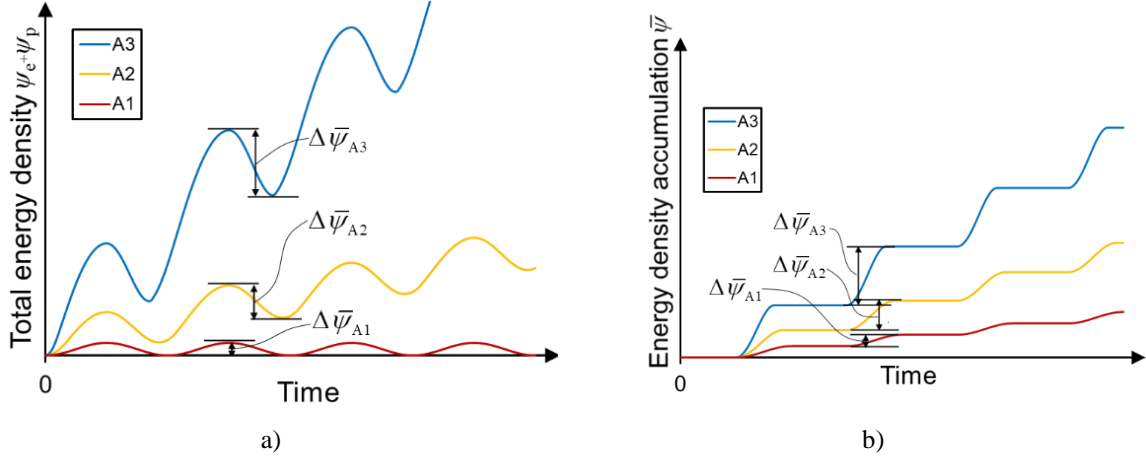 Total energy density ψe+ψp
A3
A2
A1
Δψ̄A3
Δψ̄A2
Δψ̄A1
0
Time
a)
Energy density accumulation ψ̄
A3
A2
A1
Δψ̄A3
Δψ̄A2
Δψ̄A1
0
Time
b)